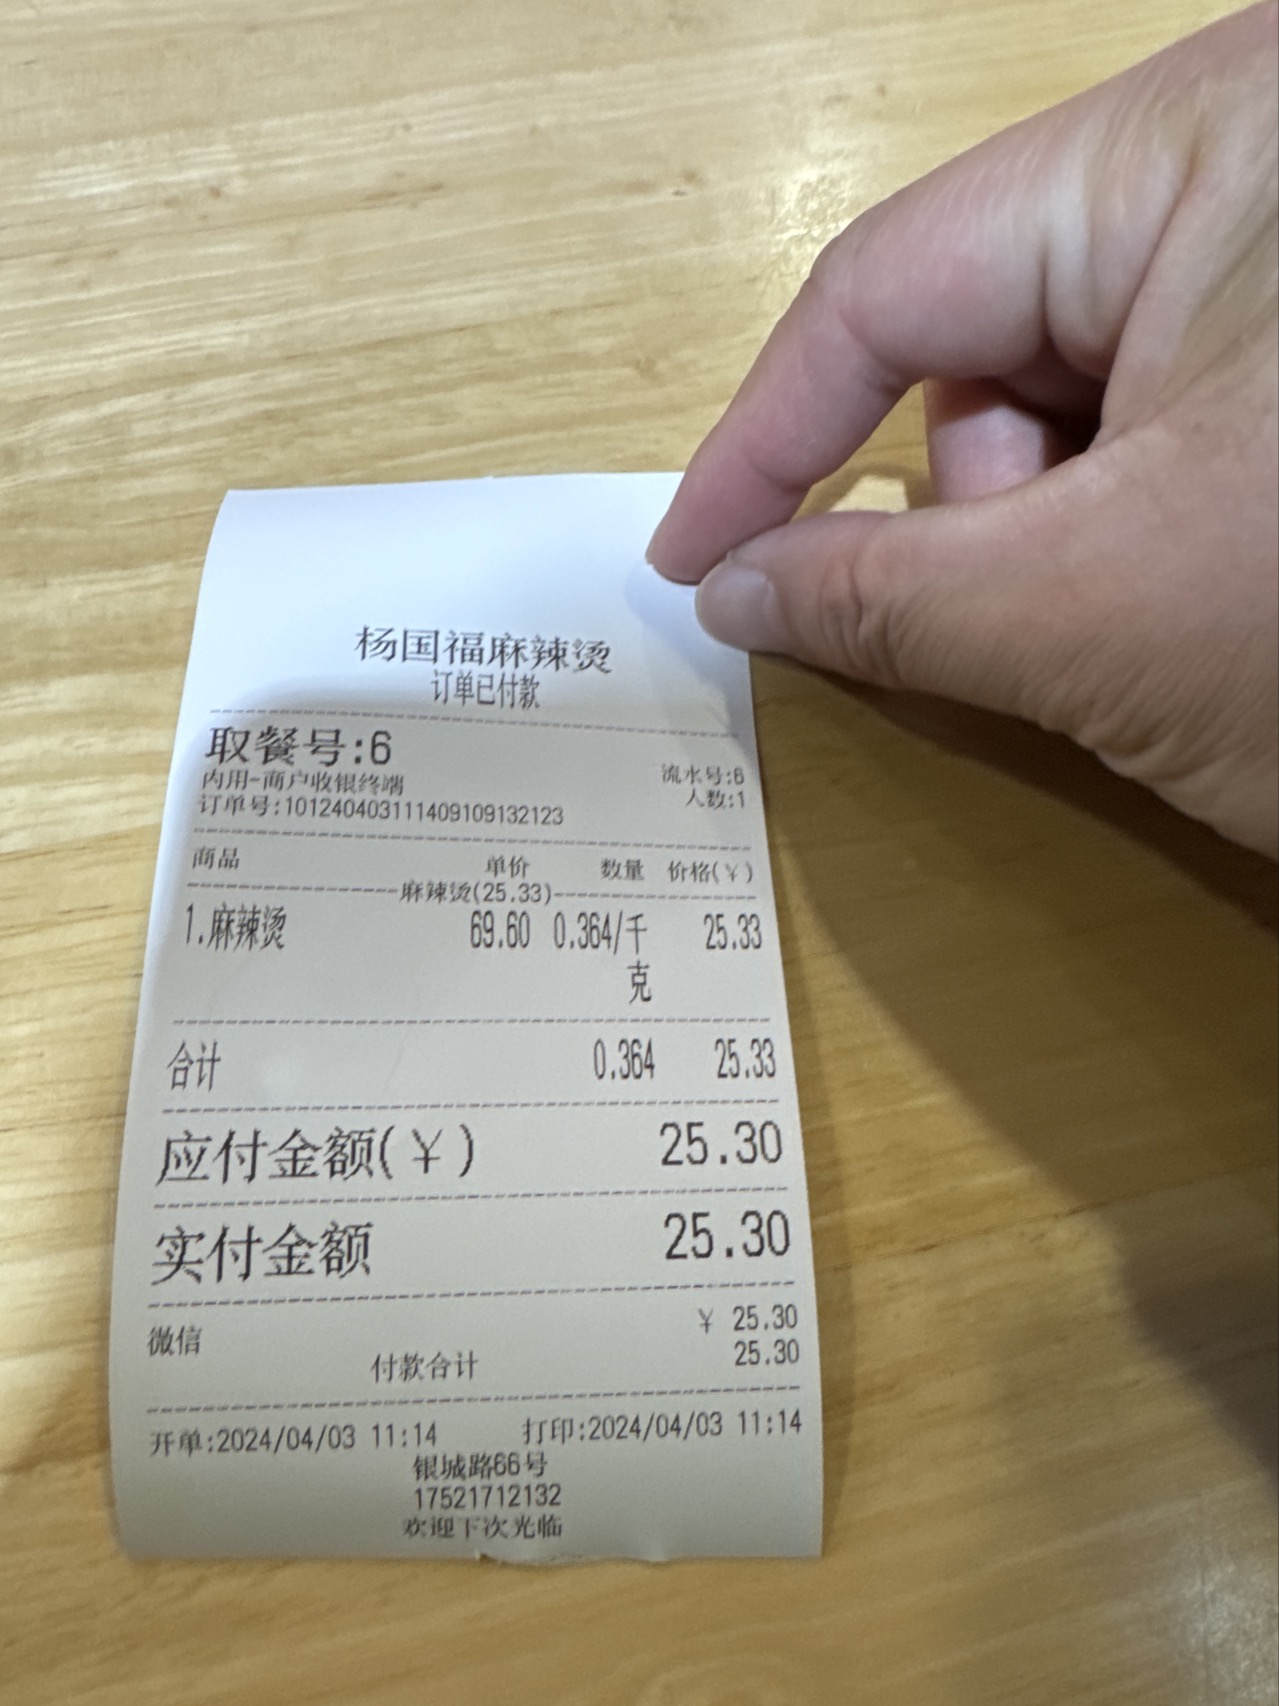 杨国福麻辣烫
订单已付款
取餐号:6
内用-商户收银终端 流水号:6
订单号:101240403111409109132123 人数:1
商品 单价 数量 价格(¥)
麻辣烫(25.33)
1.麻辣烫 69.60 0.364/千克 25.33
合计 0.364 25.33
应付金额(¥) 25.30
实付金额 25.30
微信 ¥ 25.30
付款合计 25.30
开单:2024/04/03 11:14 打印:2024/04/03 11:14
银城路66号
17521712132
欢迎下次光临